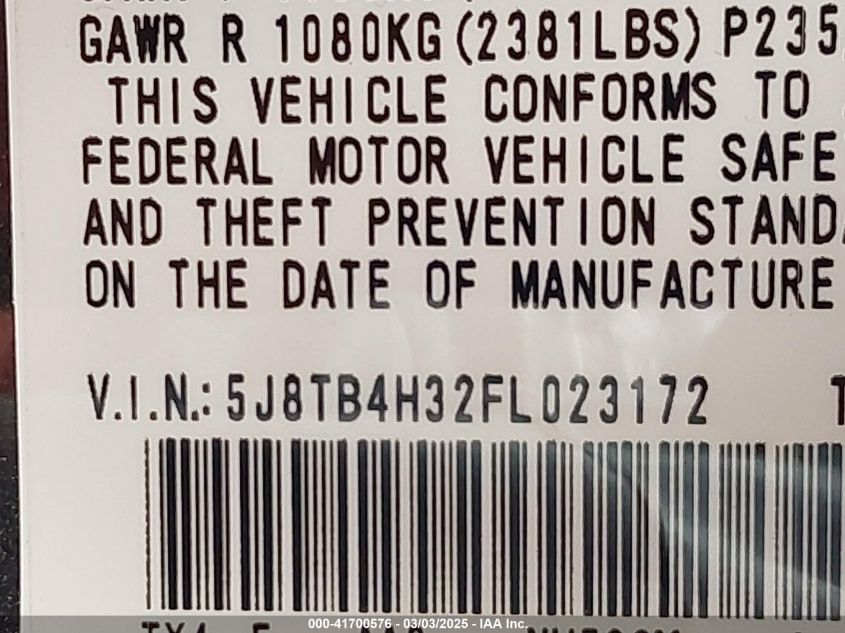 GAWR R 1080KG (2381LBS) P235
THIS VEHICLE CONFORMS TO
FEDERAL MOTOR VEHICLE SAFE
AND THEFT PREVENTION STANDA
ON THE DATE OF MANUFACTURE
V.I.N.: 5J8TB4H32FL023172 T
000-41700576 - 03/03/2025 - IAA Inc.